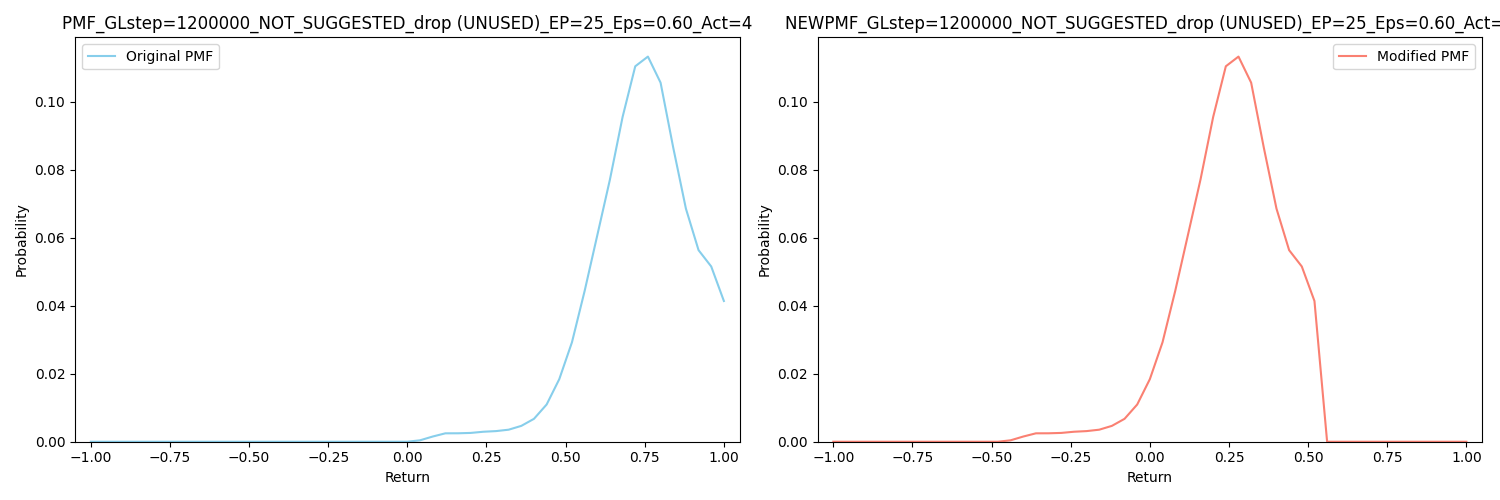 PMF_GLstep=1200000_NOT_SUGGESTED_drop (UNUSED)_EP=25_Eps=0.60_Act=4
Original PMF
Probability
0.10
0.08
0.06
0.04
0.02
0.00
−1.00 −0.75 −0.50 −0.25 0.00 0.25 0.50 0.75 1.00
Return
NEWPMF_GLstep=1200000_NOT_SUGGESTED_drop (UNUSED)_EP=25_Eps=0.60_Act=
Modified PMF
Probability
0.10
0.08
0.06
0.04
0.02
0.00
−1.00 −0.75 −0.50 −0.25 0.00 0.25 0.50 0.75 1.00
Return